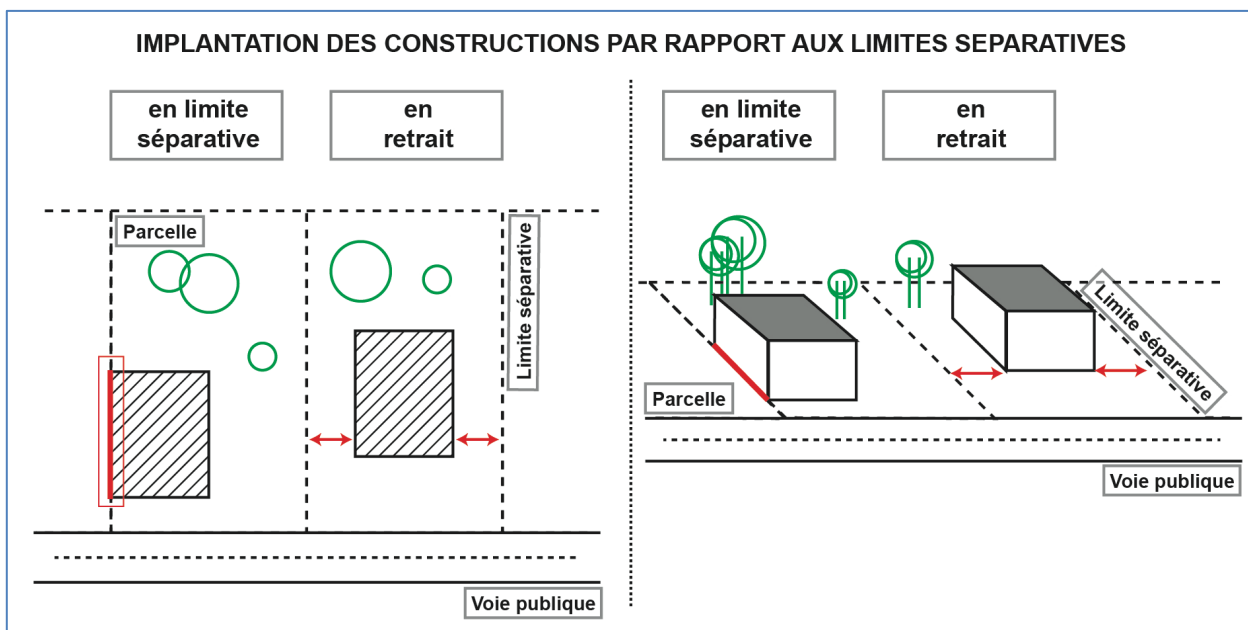 IMPLANTATION DES CONSTRUCTIONS PAR RAPPORT AUX LIMITES SEPARATIVES
en limite
séparative
en
retrait
Parcelle
Limite séparative
Voie publique
en limite
séparative
en
retrait
Limite séparative
Parcelle
Voie publique